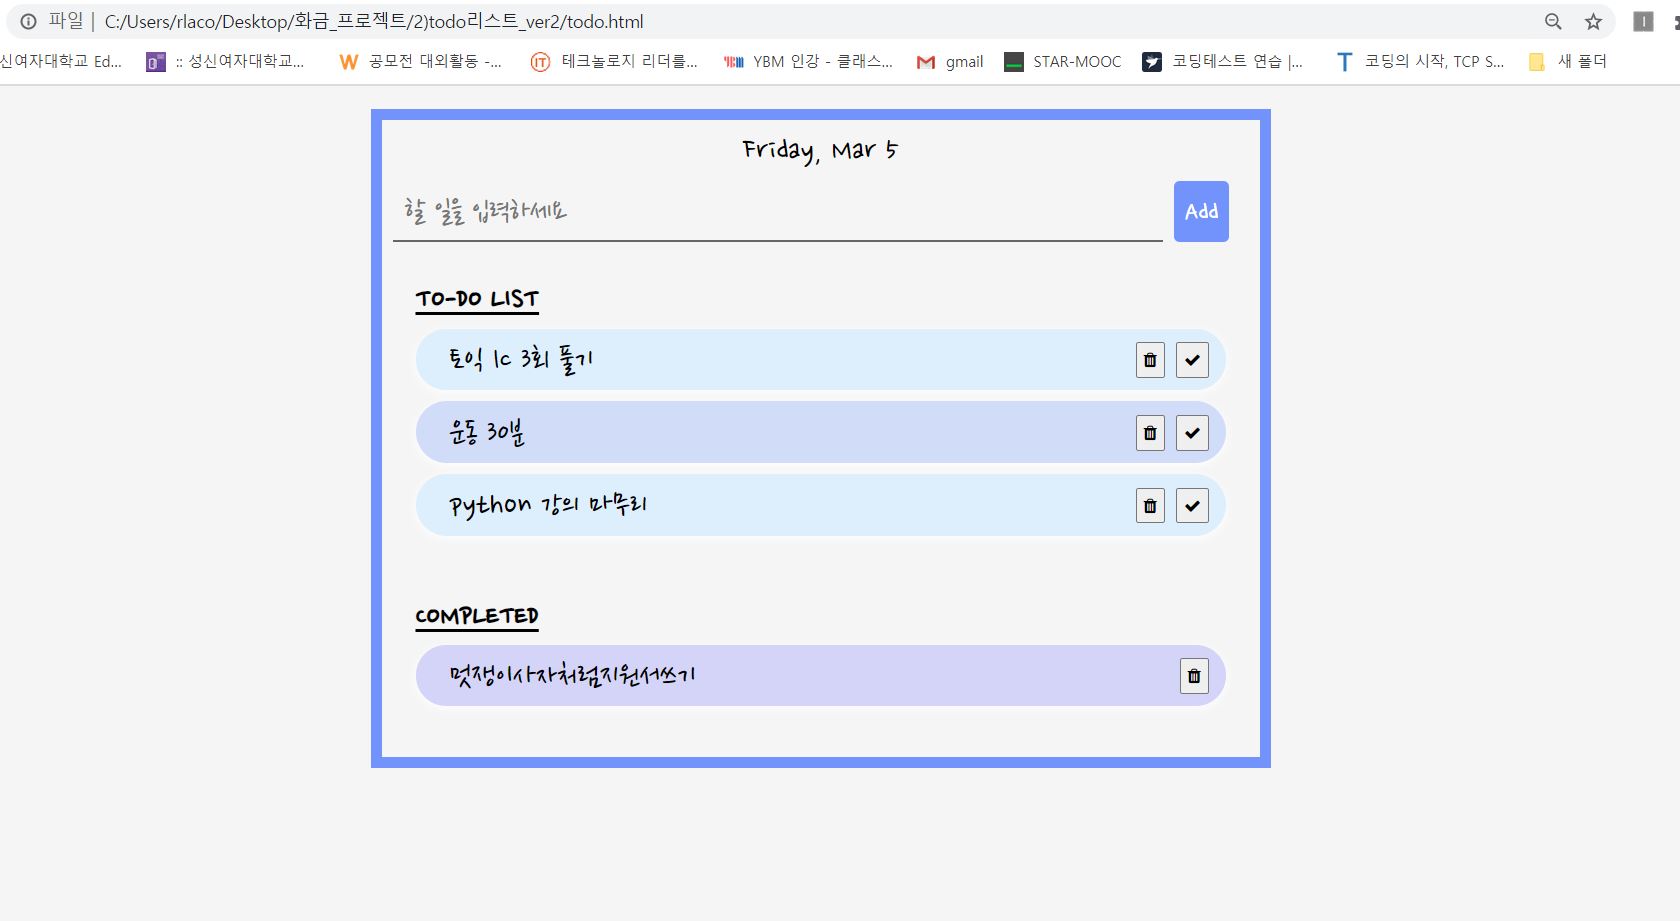 파일 | C:/Users/rlaco/Desktop/화금_프로젝트/2)todo리스트_ver2/todo.html
신여자대학교 Ed... :: 성신여자대학교... 공모전 대외활동 -... 테크놀로지 리더를... YBM 인강 - 클래스... gmail STAR-MOOC 코딩테스트 연습 |... 코딩의 시작, TCP S... 새 폴더
Friday, Mar 5
할 일을 입력하세요 Add
TO-DO LIST
토익 lc 3회 풀기
운동 30분
Python 강의 마무리
COMPLETED
멋쟁이사자처럼지원서쓰기